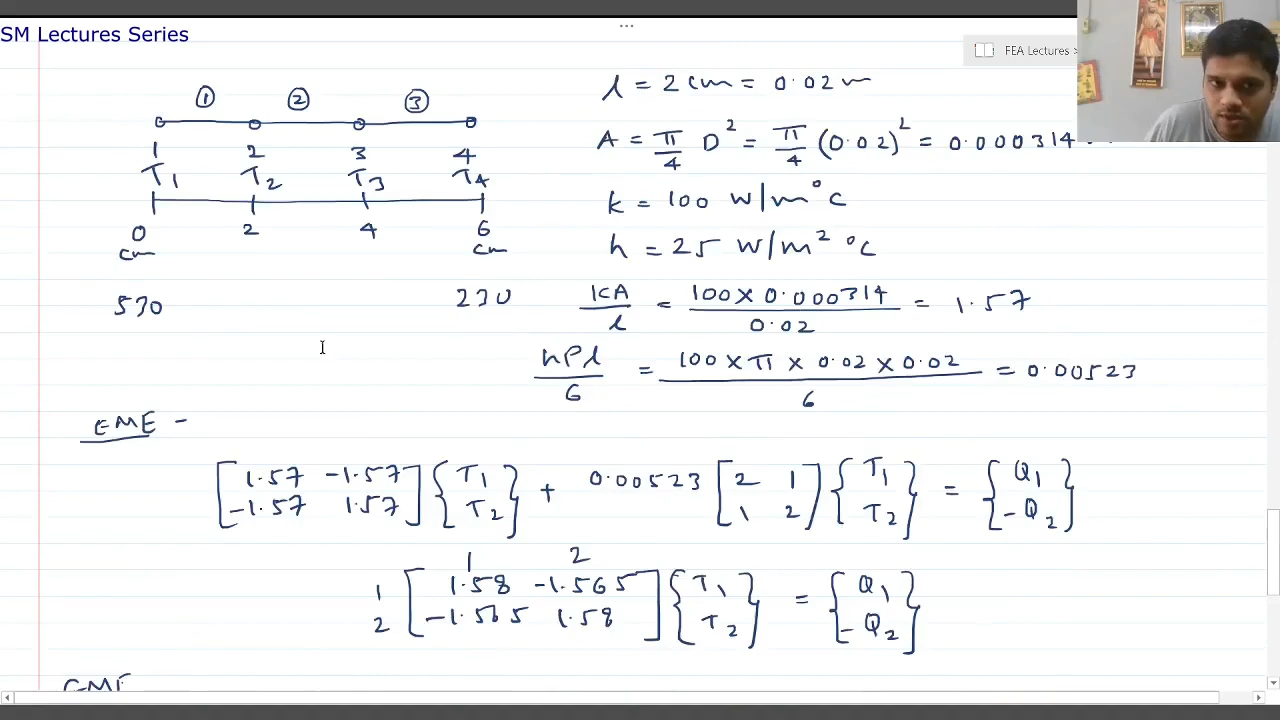 SM Lectures Series
FEA Lectures >
① ② ③
1 2 3 4
T₁ T₂ T₃ T₄
0 2 4 6
cm cm
530 230
l = 2 cm = 0.02 m
A = π/4 D² = π/4 (0.02)² = 0.000314
k = 100 W/m°C
h = 25 W/m² °C
kA/l = 100 × 0.000314 / 0.02 = 1.57
hPl/6 = 100 × π × 0.02 × 0.02 / 6 = 0.00523
EME -
[1.57 -1.57] {T₁} + 0.00523 [2 1] {T₁} = {Q₁}
[-1.57 1.57] {T₂} [1 2] {T₂} {-Q₂}
1 2
1 [1.58 -1.565] {T₁} = {Q₁}
2 [-1.565 1.58] {T₂} {-Q₂}
GME